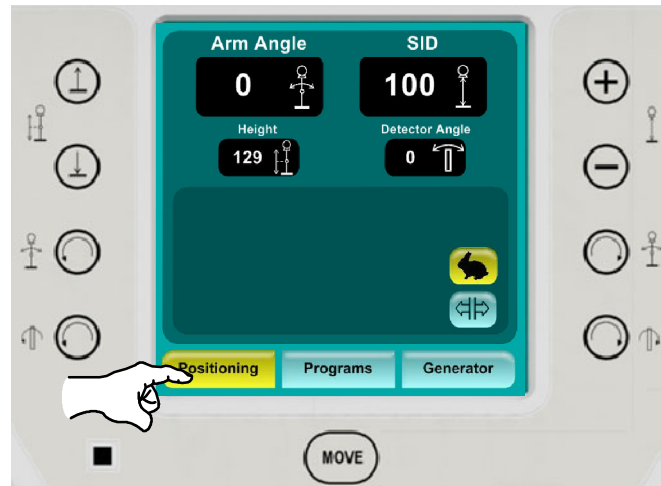 Arm Angle SID
0 100
Height Detector Angle
129 0
Positioning Programs Generator
MOVE